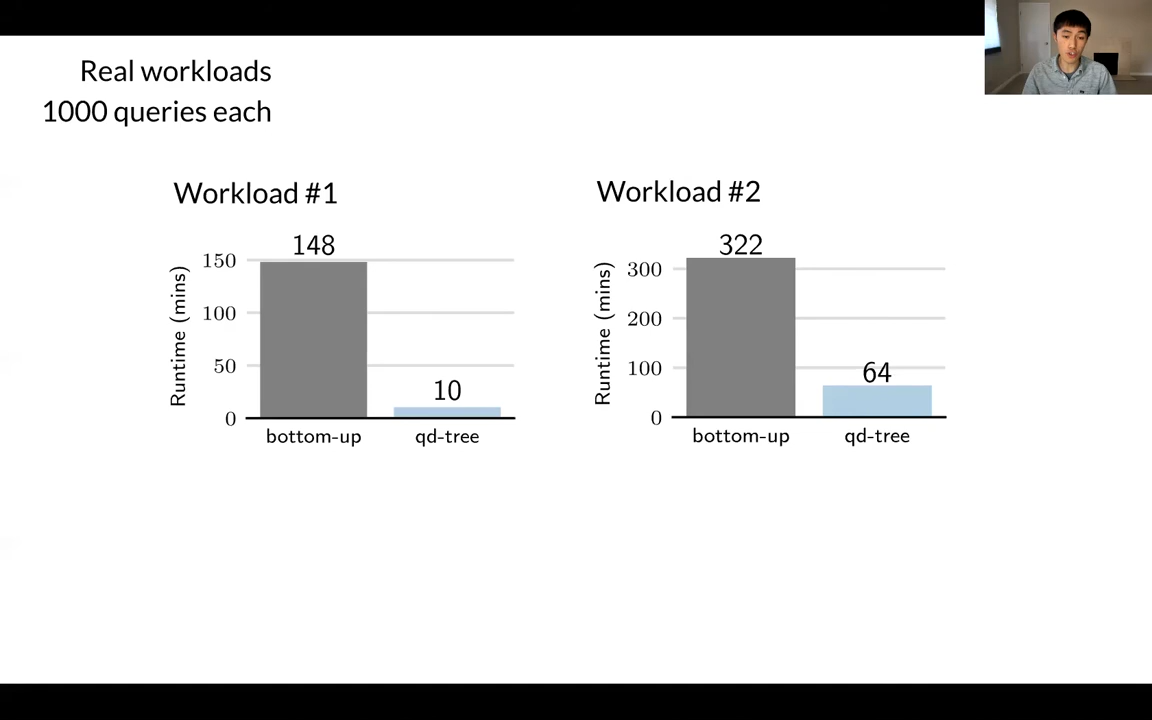 Real workloads
1000 queries each
Workload #1
148
150
100
50
0
Runtime (mins)
10
bottom-up
qd-tree
Workload #2
322
300
200
100
0
Runtime (mins)
64
bottom-up
qd-tree